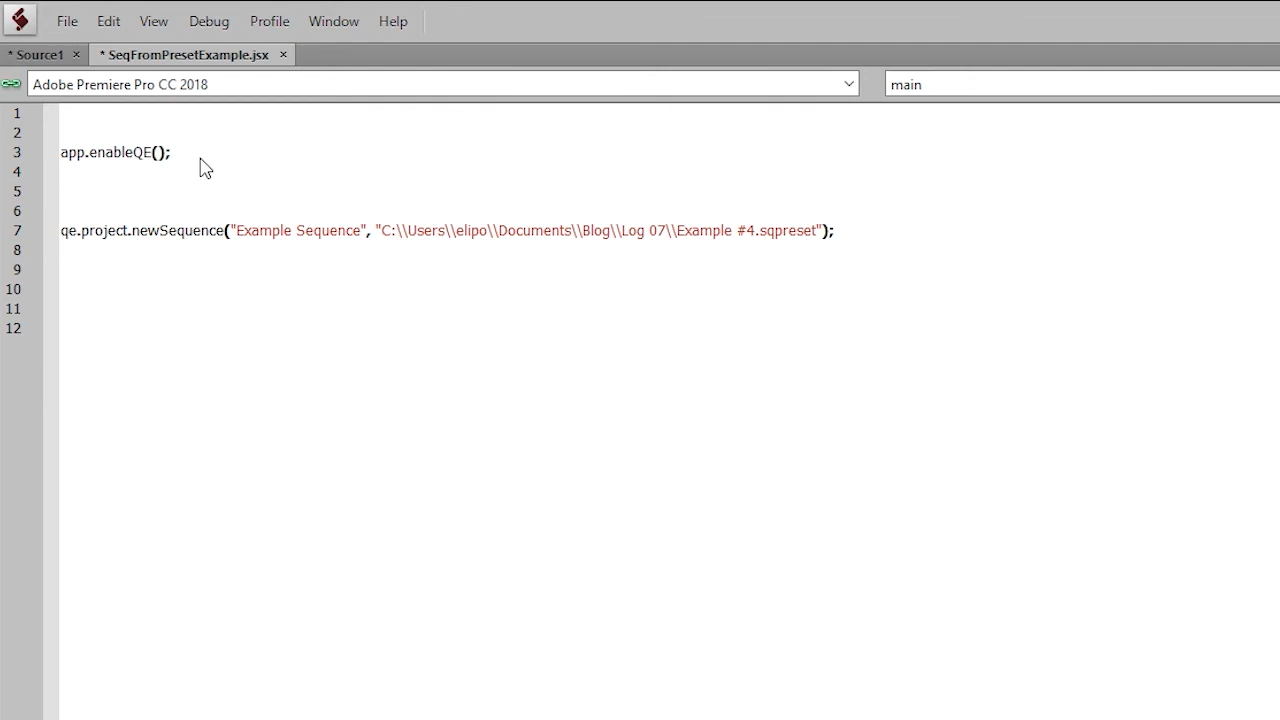 File Edit View Debug Profile Window Help
* Source1 × * SeqFromPresetExample.jsx ×
Adobe Premiere Pro CC 2018 main
1
2
3 app.enableQE();
4
5
6
7 qe.project.newSequence("Example Sequence", "C:\\Users\\elipo\\Documents\\Blog\\Log 07\\Example #4.sqpreset");
8
9
10
11
12